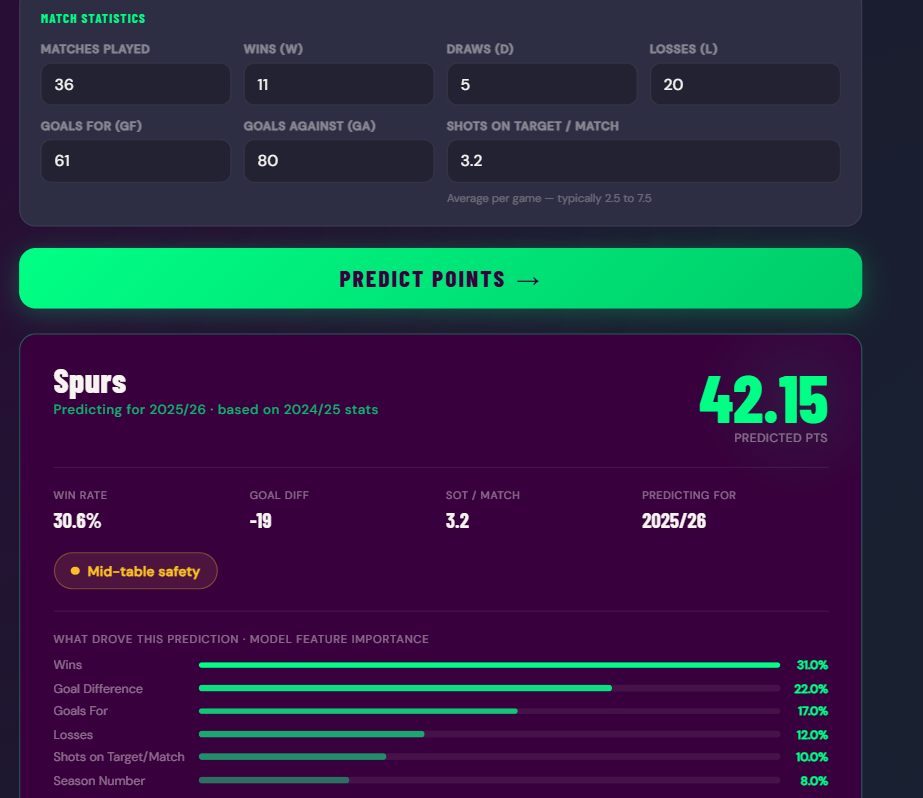 MATCH STATISTICS
MATCHES PLAYED WINS (W) DRAWS (D) LOSSES (L)
36 11 5 20
GOALS FOR (GF) GOALS AGAINST (GA) SHOTS ON TARGET / MATCH
61 80 3.2
Average per game — typically 2.5 to 7.5
PREDICT POINTS →
Spurs
Predicting for 2025/26 · based on 2024/25 stats
42.15
PREDICTED PTS
WIN RATE GOAL DIFF SOT / MATCH PREDICTING FOR
30.6% -19 3.2 2025/26
Mid-table safety
WHAT DROVE THIS PREDICTION · MODEL FEATURE IMPORTANCE
Wins 31.0%
Goal Difference 22.0%
Goals For 17.0%
Losses 12.0%
Shots on Target/Match 10.0%
Season Number 8.0%